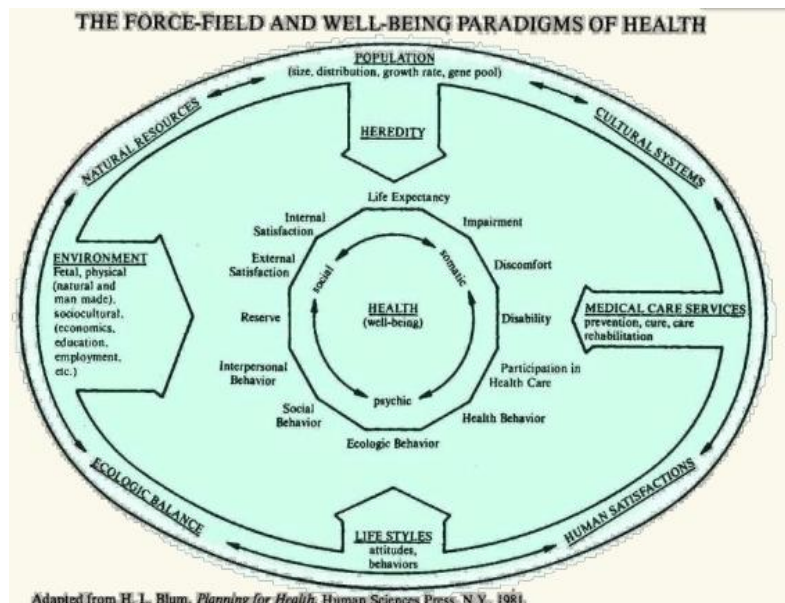 THE FORCE-FIELD AND WELL-BEING PARADIGMS OF HEALTH
POPULATION
(size, distribution, growth rate, gene pool)
NATURAL RESOURCES
CULTURAL SYSTEMS
HEREDITY
Life Expectancy
Internal
Satisfaction
Impairment
External
Satisfaction
Discomfort
social
somatic
ENVIRONMENT
Fetal, physical
(natural and
man made),
sociocultural,
(economics,
education,
employment,
etc.)
Reserve
HEALTH
(well-being)
Disability
MEDICAL CARE SERVICES
prevention, cure, care
rehabilitation
Interpersonal
Behavior
Participation in
Health Care
psychic
Social
Behavior
Health Behavior
Ecologic Behavior
ECOLOGIC BALANCE
HUMAN SATISFACTIONS
LIFE STYLES
attitudes,
behaviors
Adapted from H. L. Blum, Planning for Health, Human Sciences Press, N.Y., 1981.